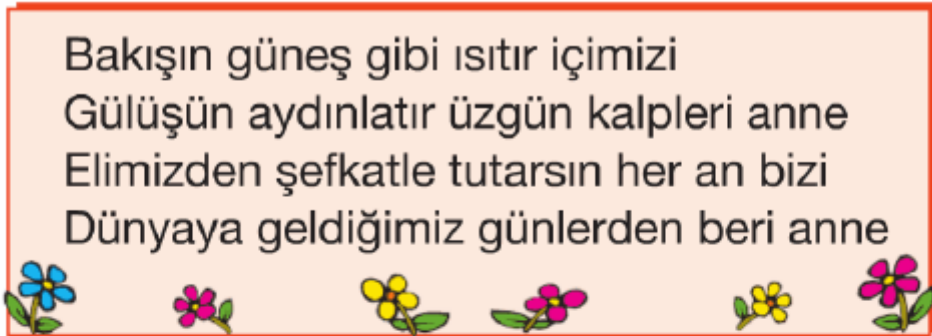 Bakışın güneş gibi ısıtır içimizi
Gülüşün aydınlatır üzgün kalpleri anne
Elimizden şefkatle tutarsın her an bizi
Dünyaya geldiğimiz günlerden beri anne